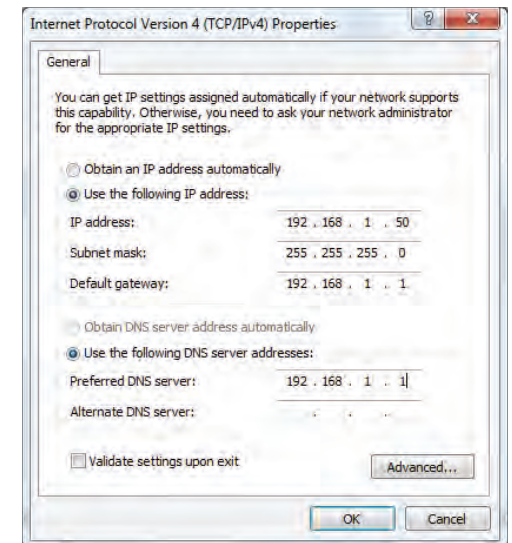 Internet Protocol Version 4 (TCP/IPv4) Properties
General
You can get IP settings assigned automatically if your network supports
this capability. Otherwise, you need to ask your network administrator
for the appropriate IP settings.
Obtain an IP address automatically
Use the following IP address:
IP address: 192 . 168 . 1 . 50
Subnet mask: 255 . 255 . 255 . 0
Default gateway: 192 . 168 . 1 . 1
Obtain DNS server address automatically
Use the following DNS server addresses:
Preferred DNS server: 192 . 168 . 1 . 1
Alternate DNS server: . . .
Validate settings upon exit
Advanced...
OK Cancel